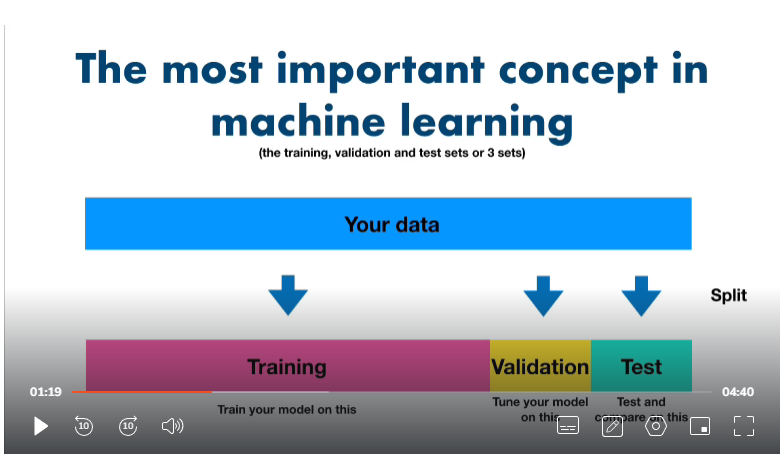 The most important concept in
machine learning
(the training, validation and test sets or 3 sets)
Your data
Split
Training
Validation
Test
01:19
04:40
Train your model on this
Tune your model
on this
Test and
compare on this
10
10